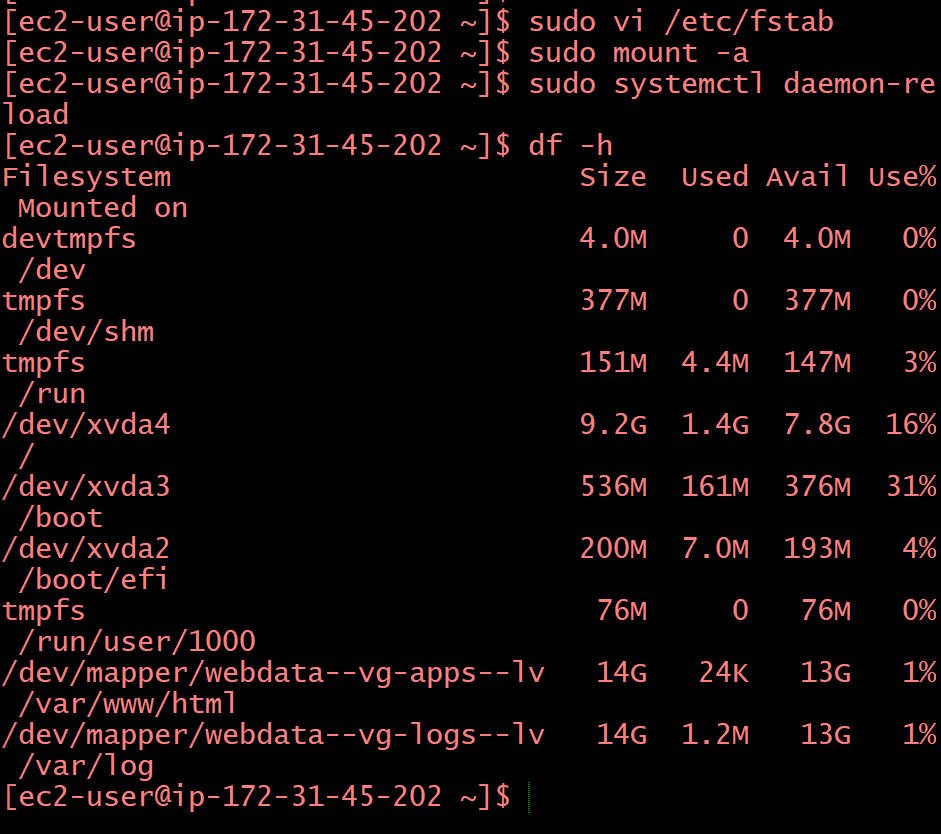 [ec2-user@ip-172-31-45-202 ~]$ sudo vi /etc/fstab
[ec2-user@ip-172-31-45-202 ~]$ sudo mount -a
[ec2-user@ip-172-31-45-202 ~]$ sudo systemctl daemon-re
load
[ec2-user@ip-172-31-45-202 ~]$ df -h
Filesystem                        Size  Used Avail Use%
 Mounted on
devtmpfs                          4.0M     0  4.0M   0%
 /dev
tmpfs                             377M     0  377M   0%
 /dev/shm
tmpfs                             151M  4.4M  147M   3%
 /run
/dev/xvda4                        9.2G  1.4G  7.8G  16%
 /
/dev/xvda3                        536M  161M  376M  31%
 /boot
/dev/xvda2                        200M  7.0M  193M   4%
 /boot/efi
tmpfs                              76M     0   76M   0%
 /run/user/1000
/dev/mapper/webdata--vg-apps--lv   14G   24K   13G   1%
 /var/www/html
/dev/mapper/webdata--vg-logs--lv   14G  1.2M   13G   1%
 /var/log
[ec2-user@ip-172-31-45-202 ~]$